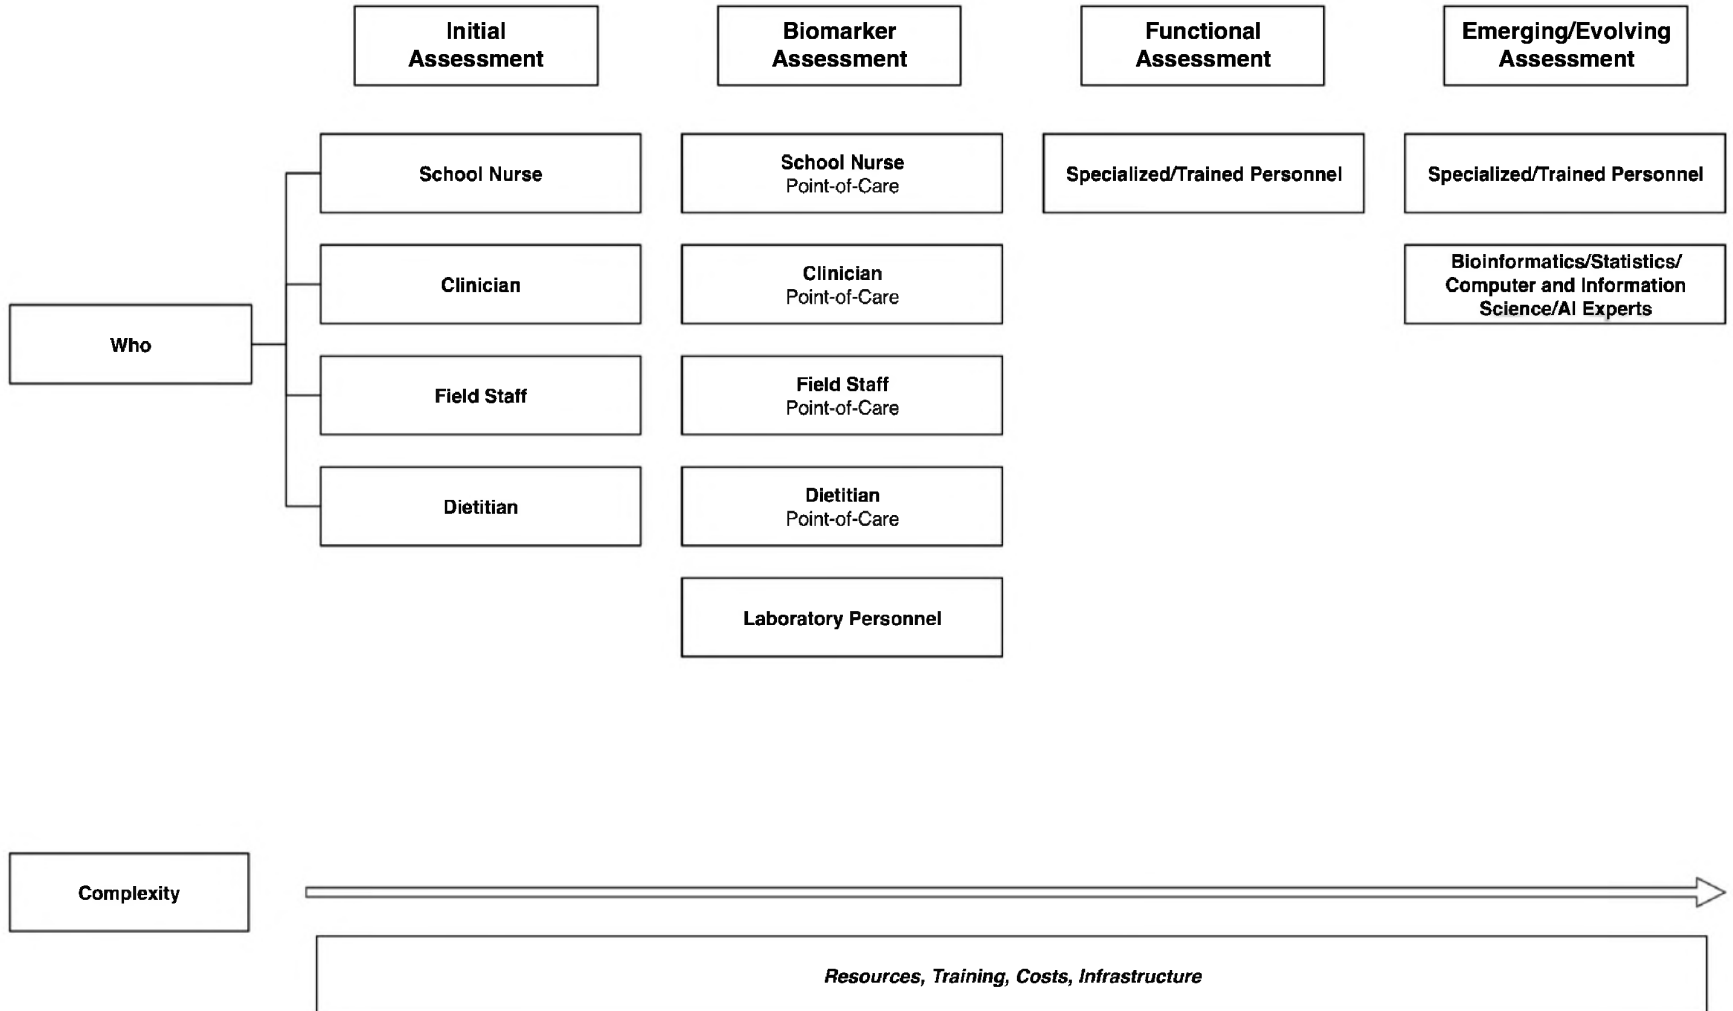 Initial
Assessment
Biomarker
Assessment
Functional
Assessment
Emerging/Evolving
Assessment
Who
School Nurse
Clinician
Field Staff
Dietitian
School Nurse
Point-of-Care
Clinician
Point-of-Care
Field Staff
Point-of-Care
Dietitian
Point-of-Care
Laboratory Personnel
Specialized/Trained Personnel
Specialized/Trained Personnel
Bioinformatics/Statistics/
Computer and Information
Science/AI Experts
Complexity
Resources, Training, Costs, Infrastructure